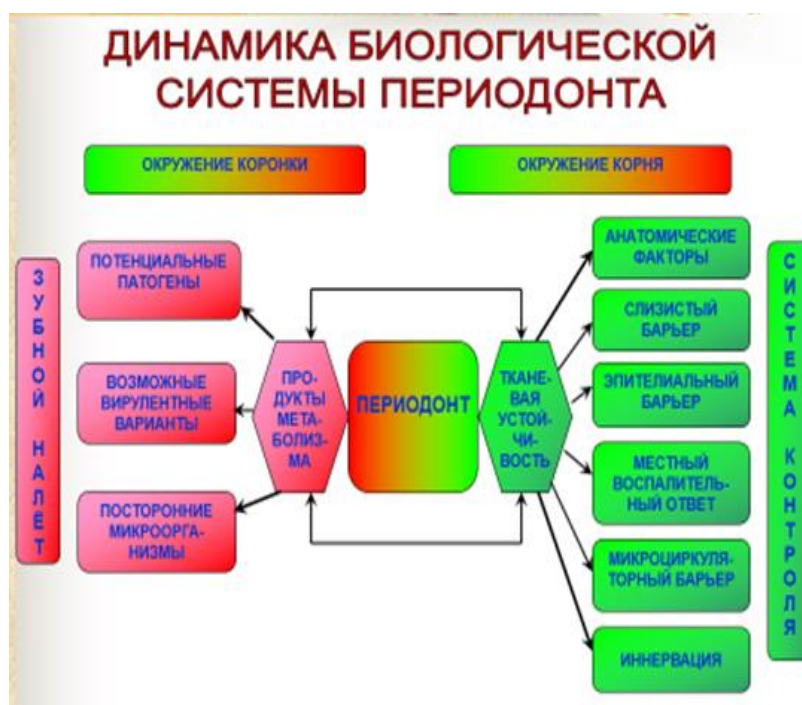 ДИНАМИКА БИОЛОГИЧЕСКОЙ
СИСТЕМЫ ПЕРИОДОНТА
ОКРУЖЕНИЕ КОРОНКИ
ОКРУЖЕНИЕ КОРНЯ
ЗУБНОЙ НАЛЁТ
ПОТЕНЦИАЛЬНЫЕ
ПАТОГЕНЫ
ВОЗМОЖНЫЕ
ВИРУЛЕНТНЫЕ
ВАРИАНТЫ
ПОСТОРОННИЕ
МИКРООРГА-
НИЗМЫ
ПРО-
ДУКТЫ
МЕТА-
БОЛИЗ-
МА
ПЕРИОДОНТ
ТКАНЕ-
ВАЯ
УСТОЙ-
ЧИ-
ВОСТЬ
АНАТОМИЧЕСКИЕ
ФАКТОРЫ
СЛИЗИСТЫЙ
БАРЬЕР
ЭПИТЕЛИАЛЬНЫЙ
БАРЬЕР
МЕСТНЫЙ
ВОСПАЛИТЕЛЬ-
НЫЙ ОТВЕТ
МИКРОЦИРКУЛЯ-
ТОРНЫЙ БАРЬЕР
ИННЕРВАЦИЯ
СИСТЕМА КОНТРОЛЯ